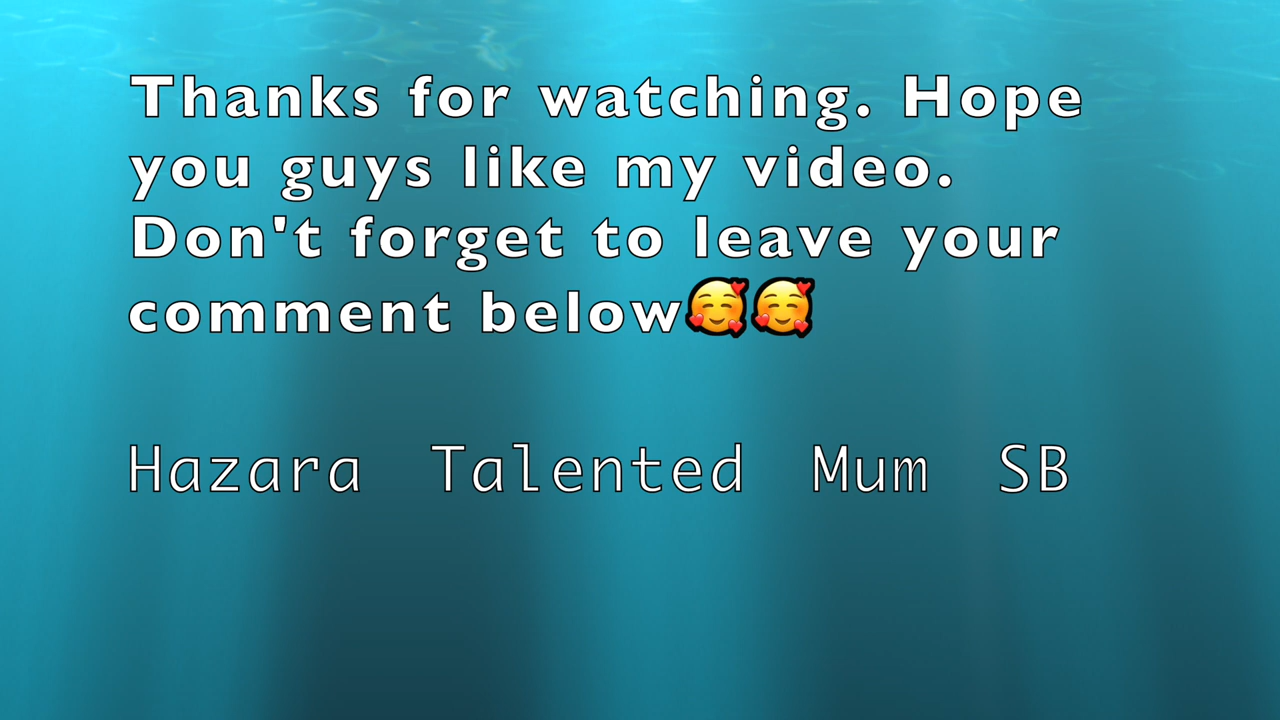 Thanks for watching. Hope
you guys like my video.
Don't forget to leave your
comment below🥰🥰
Hazara Talented Mum SB